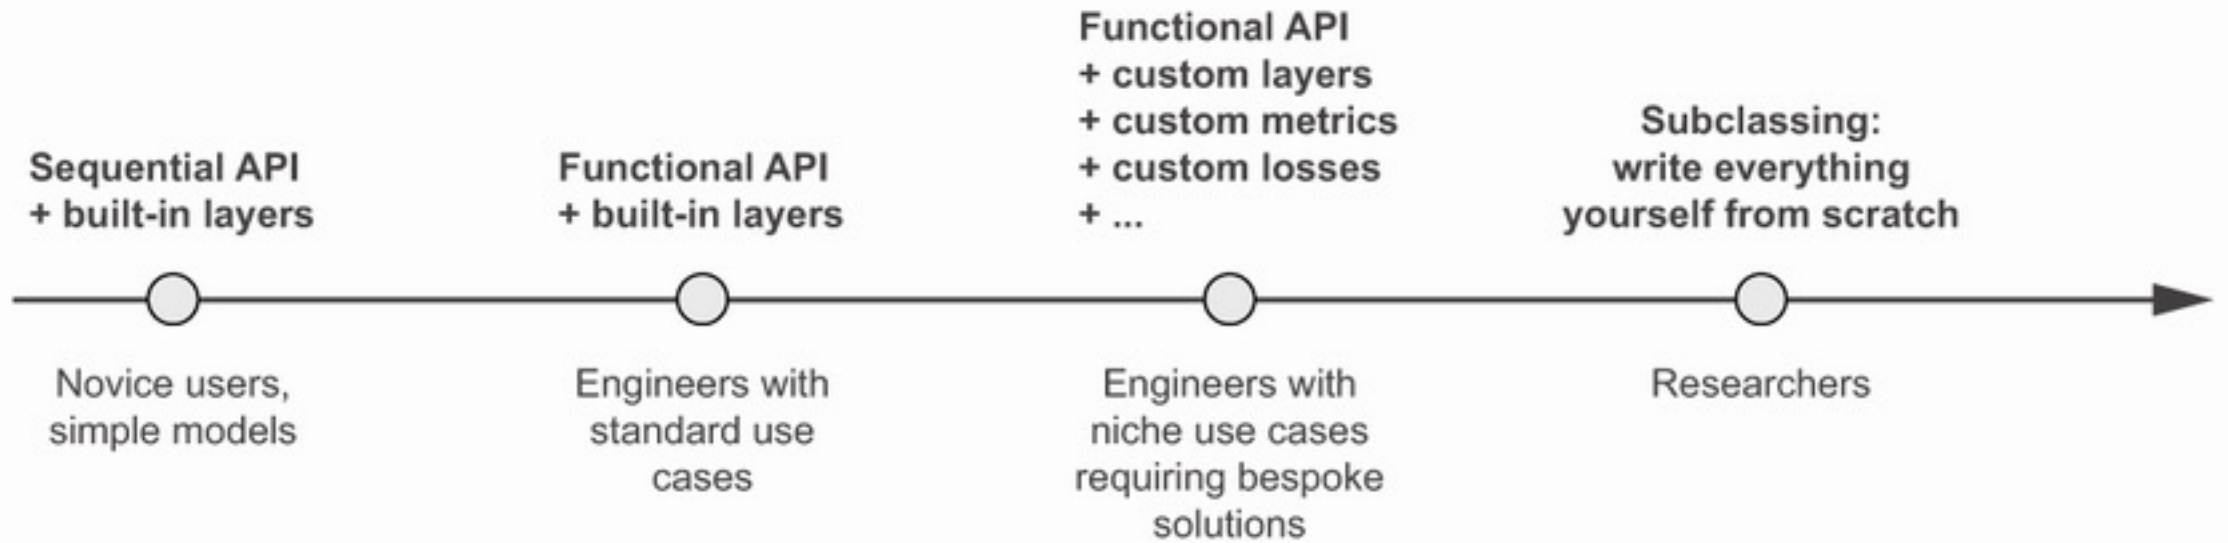 Sequential API
+ built-in layers
Functional API
+ built-in layers
Functional API
+ custom layers
+ custom metrics
+ custom losses
+ ...
Subclassing:
write everything
yourself from scratch
Novice users,
simple models
Engineers with
standard use
cases
Engineers with
niche use cases
requiring bespoke
solutions
Researchers